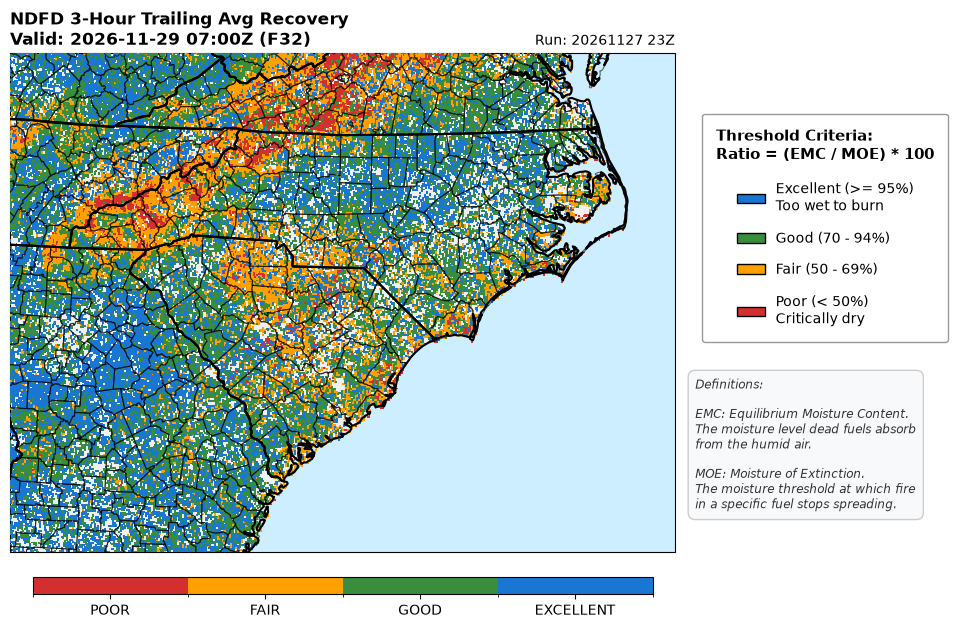 NDFD 3-Hour Trailing Avg Recovery
Valid: 2026-11-29 07:00Z (F32)
Run: 20261127 23Z
Threshold Criteria:
Ratio = (EMC / MOE) * 100
Excellent (>= 95%)
Too wet to burn
Good (70 - 94%)
Fair (50 - 69%)
Poor (< 50%)
Critically dry
Definitions:
EMC: Equilibrium Moisture Content.
The moisture level dead fuels absorb
from the humid air.
MOE: Moisture of Extinction.
The moisture threshold at which fire
in a specific fuel stops spreading.
POOR
FAIR
GOOD
EXCELLENT